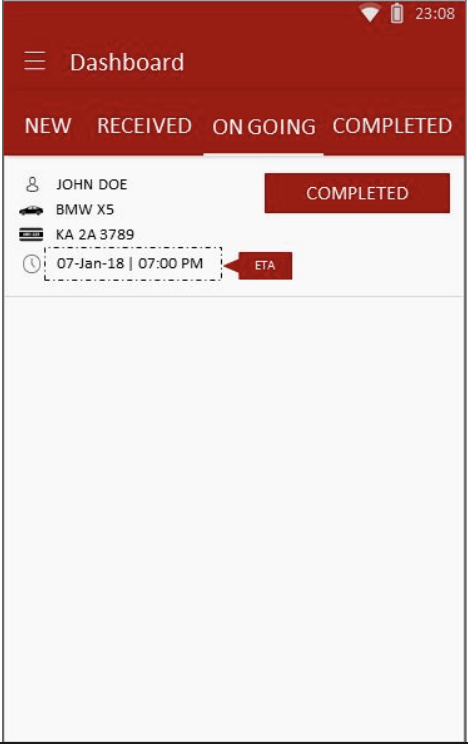 23:08
Dashboard
NEW RECEIVED ON GOING COMPLETED
JOHN DOE
COMPLETED
BMW X5
KA 2A 3789
07-Jan-18 | 07:00 PM ETA